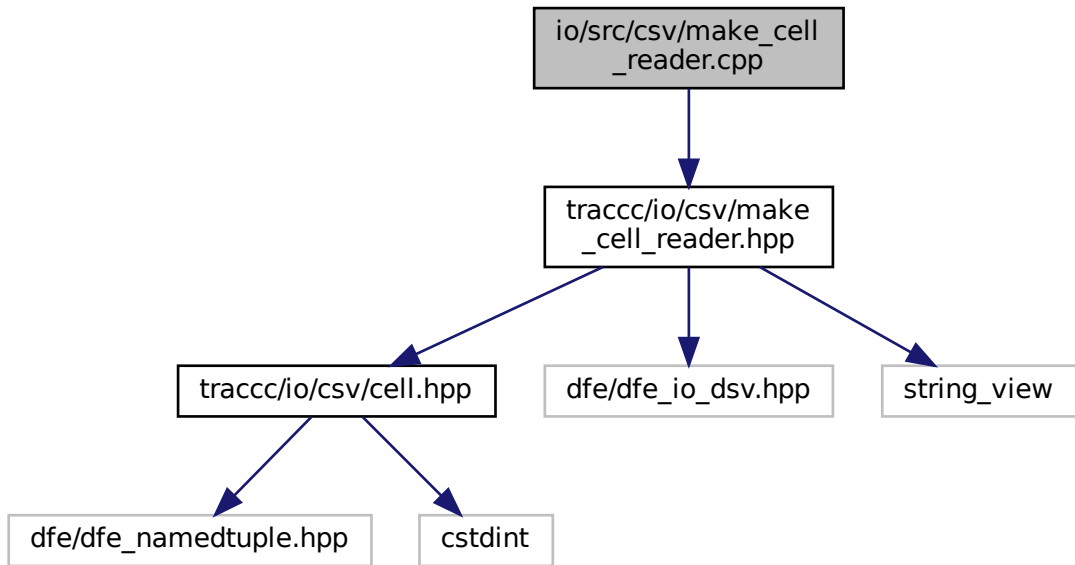 io/src/csv/make_cell
_reader.cpp
traccc/io/csv/make
_cell_reader.hpp
traccc/io/csv/cell.hpp
dfe/dfe_io_dsv.hpp
string_view
dfe/dfe_namedtuple.hpp
cstdint